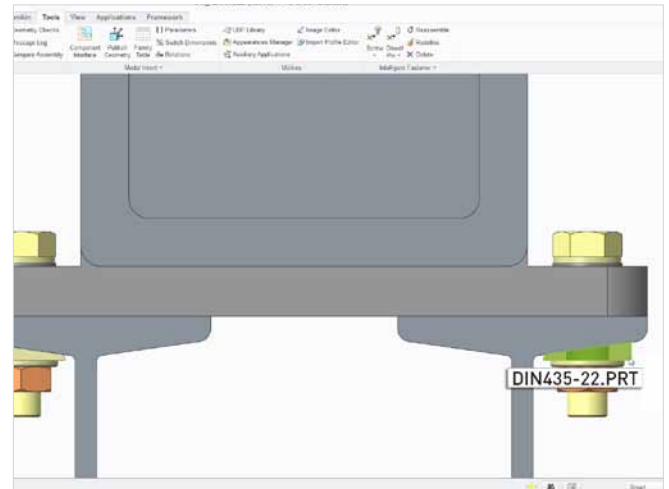 Tools View Applications Framework
Geometry Checks
Message Log
Compare Assembly
Component Interface
Publish Geometry
Family Table
[ ] Parameters
Switch Dimensions
d= Relations
UDF Library
Appearances Manager
Auxiliary Applications
Image Editor
Import Profile Editor
Screw
Dowel Pin
Reassemble
Redefine
Delete
Model Intent
Utilities
Intelligent Fastener
DIN435-22.PRT